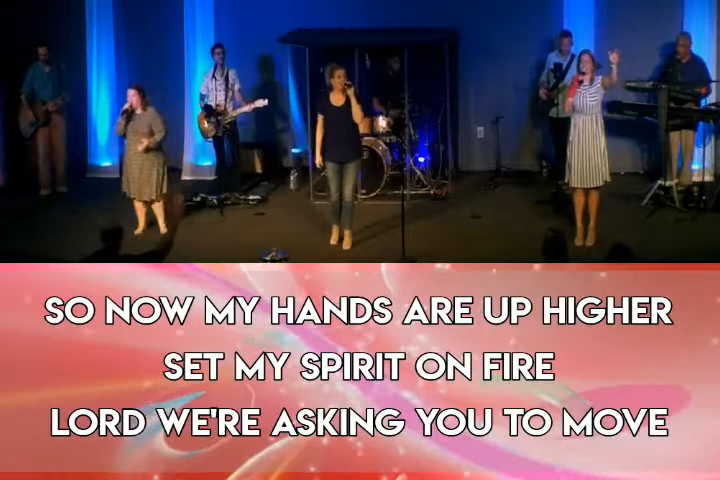 SO NOW MY HANDS ARE UP HIGHER
SET MY SPIRIT ON FIRE
LORD WE'RE ASKING YOU TO MOVE